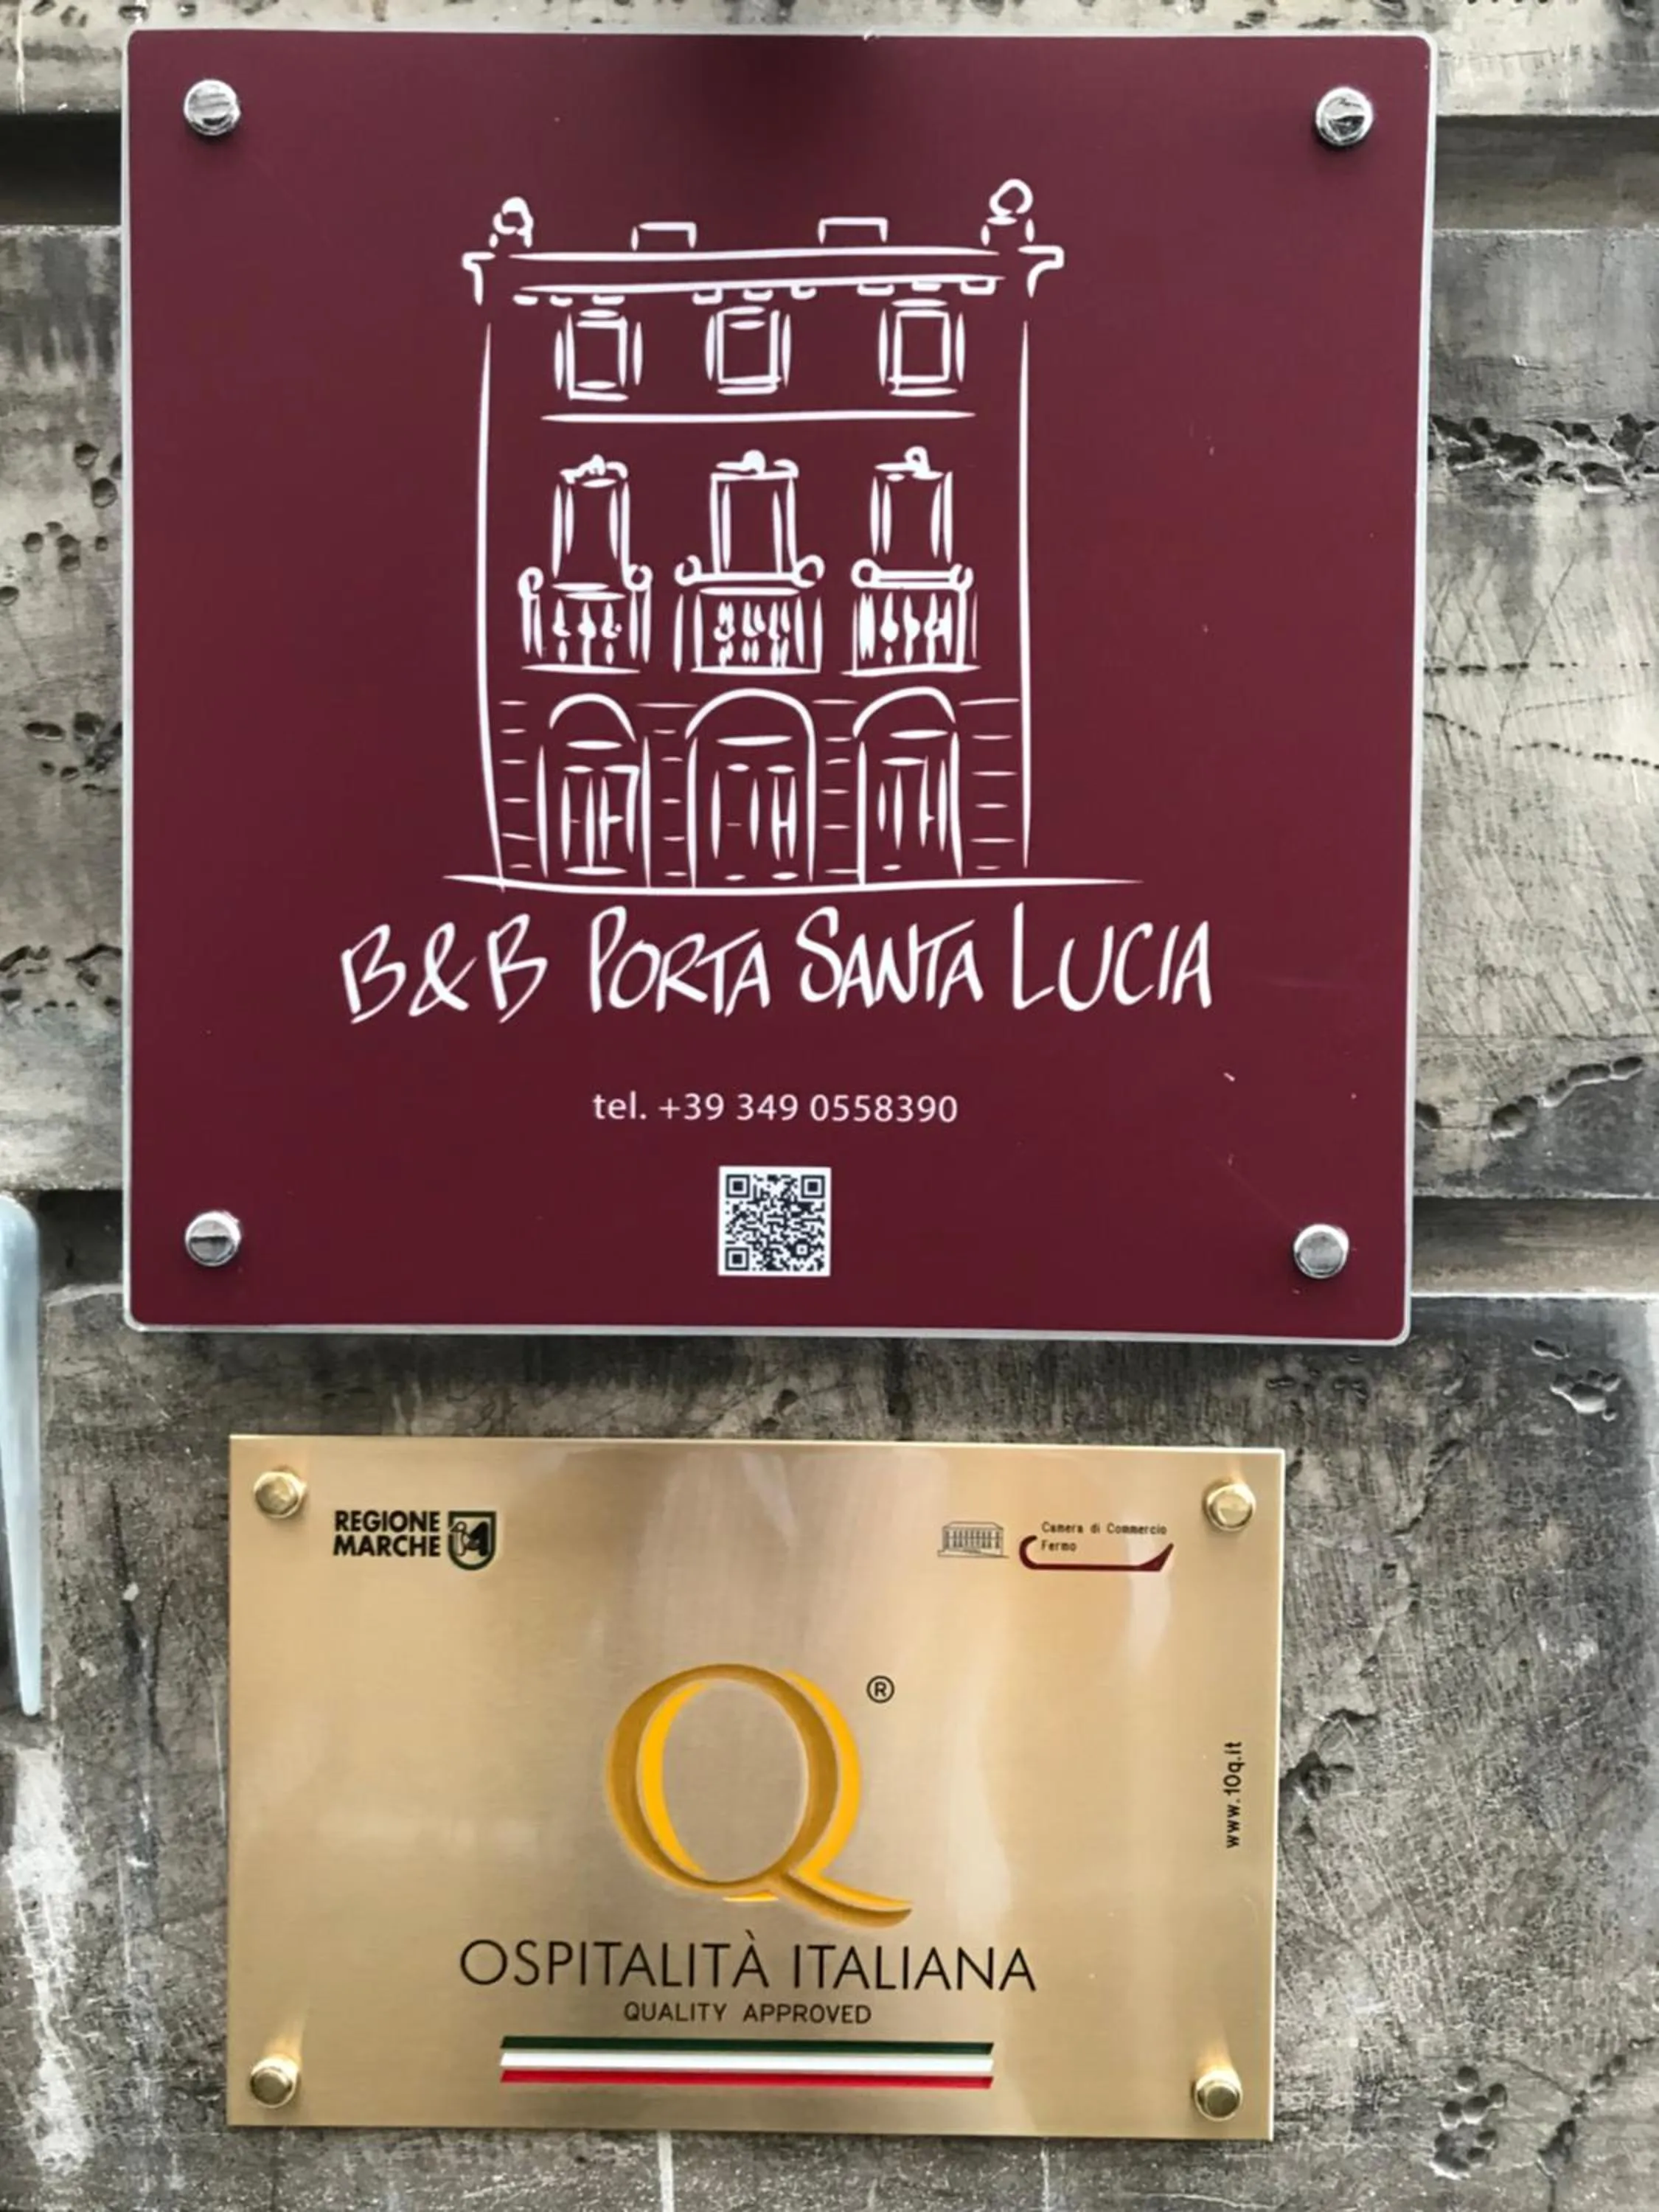 B&B PORTA SANTA LUCIA
tel. +39 349 0558390
REGIONE
MARCHE
Camera di Commercio
Fermo
®
Q
www.10q.it
OSPITALITÀ ITALIANA
QUALITY APPROVED